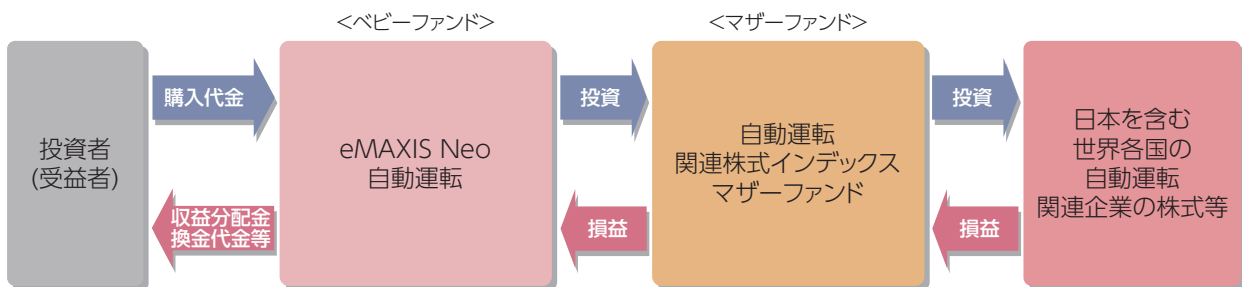 <ベビーファンド>
<マザーファンド>
投資者
(受益者)
購入代金
収益分配金
換金代金等
eMAXIS Neo
自動運転
投資
損益
自動運転
関連株式インデックス
マザーファンド
投資
損益
日本を含む
世界各国の
自動運転
関連企業の株式等